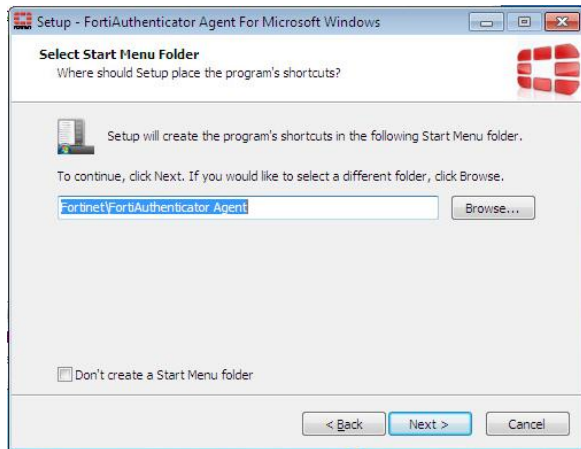 Setup - FortiAuthenticator Agent For Microsoft Windows
Select Start Menu Folder
Where should Setup place the program's shortcuts?
Setup will create the program's shortcuts in the following Start Menu folder.
To continue, click Next. If you would like to select a different folder, click Browse.
Fortinet\FortiAuthenticator Agent
Browse...
Don't create a Start Menu folder
< Back
Next >
Cancel